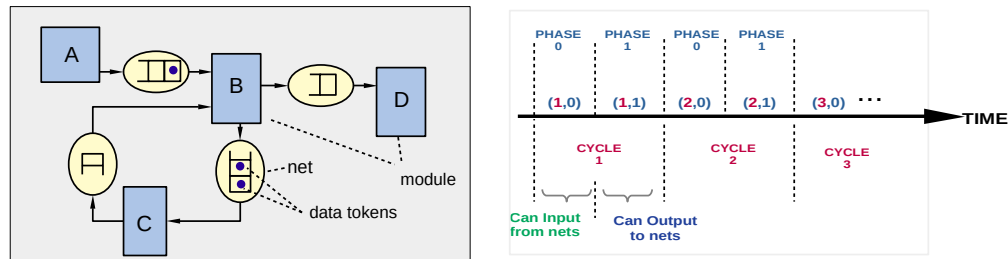 A
B
D
C
net
module
data tokens
PHASE PHASE PHASE PHASE
0 1 0 1
(1,0) (1,1) (2,0) (2,1) (3,0) ...
TIME
CYCLE CYCLE CYCLE
1 2 3
Can Input Can Output
from nets to nets